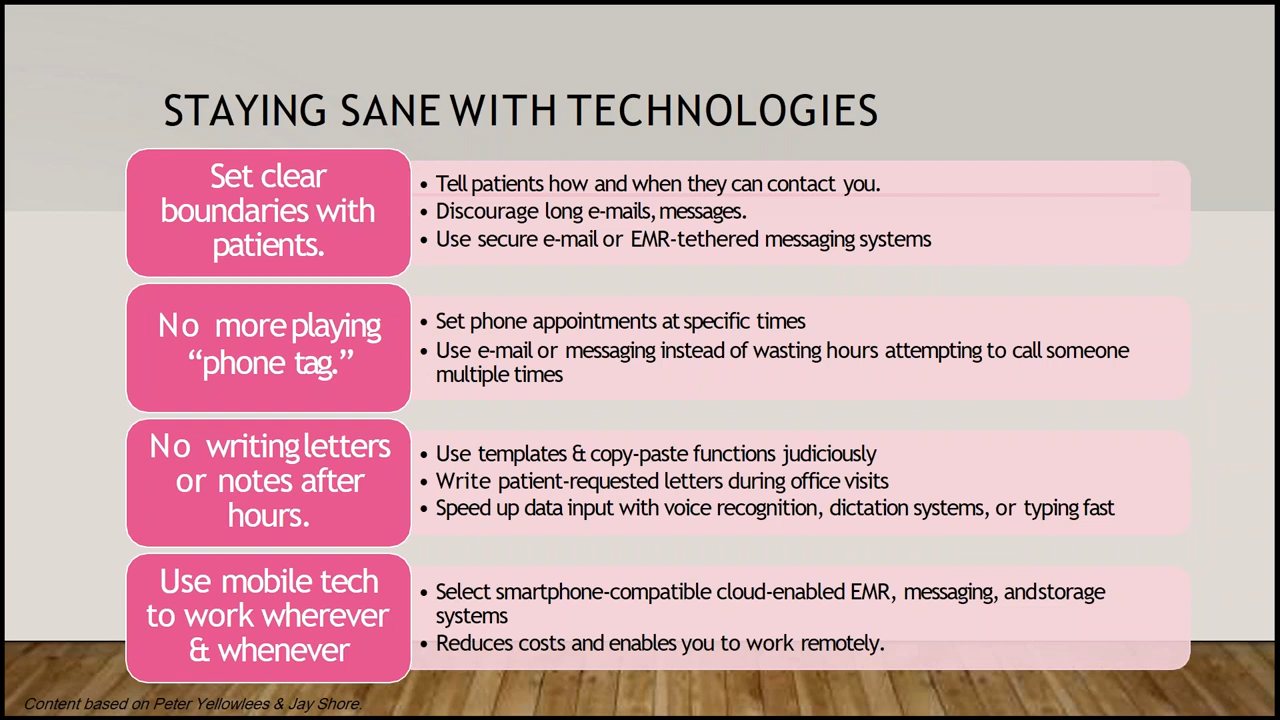 STAYING SANE WITH TECHNOLOGIES
Set clear
boundaries with
patients.
• Tell patients how and when they can contact you.
• Discourage long e-mails, messages.
• Use secure e-mail or EMR-tethered messaging systems
No more playing
“phone tag.”
• Set phone appointments at specific times
• Use e-mail or messaging instead of wasting hours attempting to call someone
multiple times
No writing letters
or notes after
hours.
• Use templates & copy-paste functions judiciously
• Write patient-requested letters during office visits
• Speed up data input with voice recognition, dictation systems, or typing fast
Use mobile tech
to work wherever
& whenever
• Select smartphone-compatible cloud-enabled EMR, messaging, and storage
systems
• Reduces costs and enables you to work remotely.
Content based on Peter Yellowlees & Jay Shore.